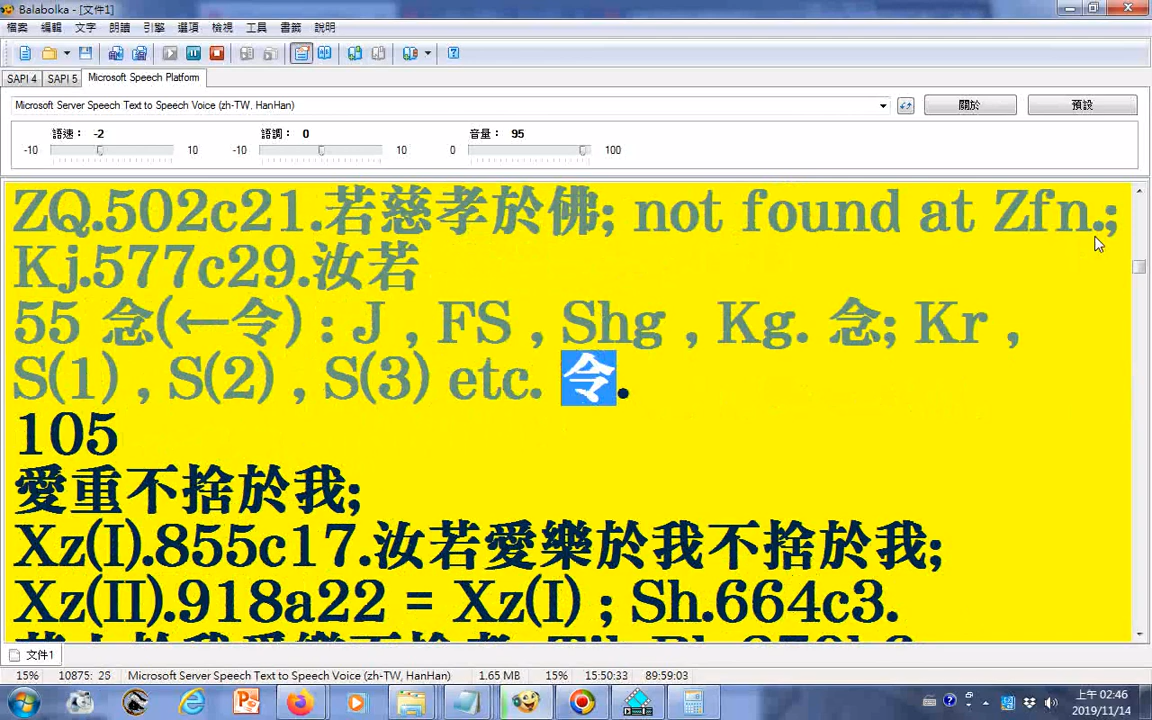 Balabolka - [文件1]
檔案 編輯 文字 朗讀 引擎 選項 檢視 工具 書籤 說明
SAPI 4 SAPI 5 Microsoft Speech Platform
Microsoft Server Speech Text to Speech Voice (zh-TW, HanHan) 關於 預設
語速： -2 語調： 0 音量： 95
-10 10 -10 10 0 100
ZQ.502c21.若慈孝於佛; not found at Zfn.;
Kj.577c29.汝若
55 念(←令) : J , FS , Shg , Kg. 念; Kr ,
S(1) , S(2) , S(3) etc. 令.
105
愛重不捨於我;
Xz(I).855c17.汝若愛樂於我不捨於我;
Xz(II).918a22 = Xz(I) ; Sh.664c3.
文件1
15% 10875: 28 Microsoft Server Speech Text to Speech Voice (zh-TW, HanHan) 1.65 MB 15% 15:50:33 89:59:03
上午 02:46
2019/11/14